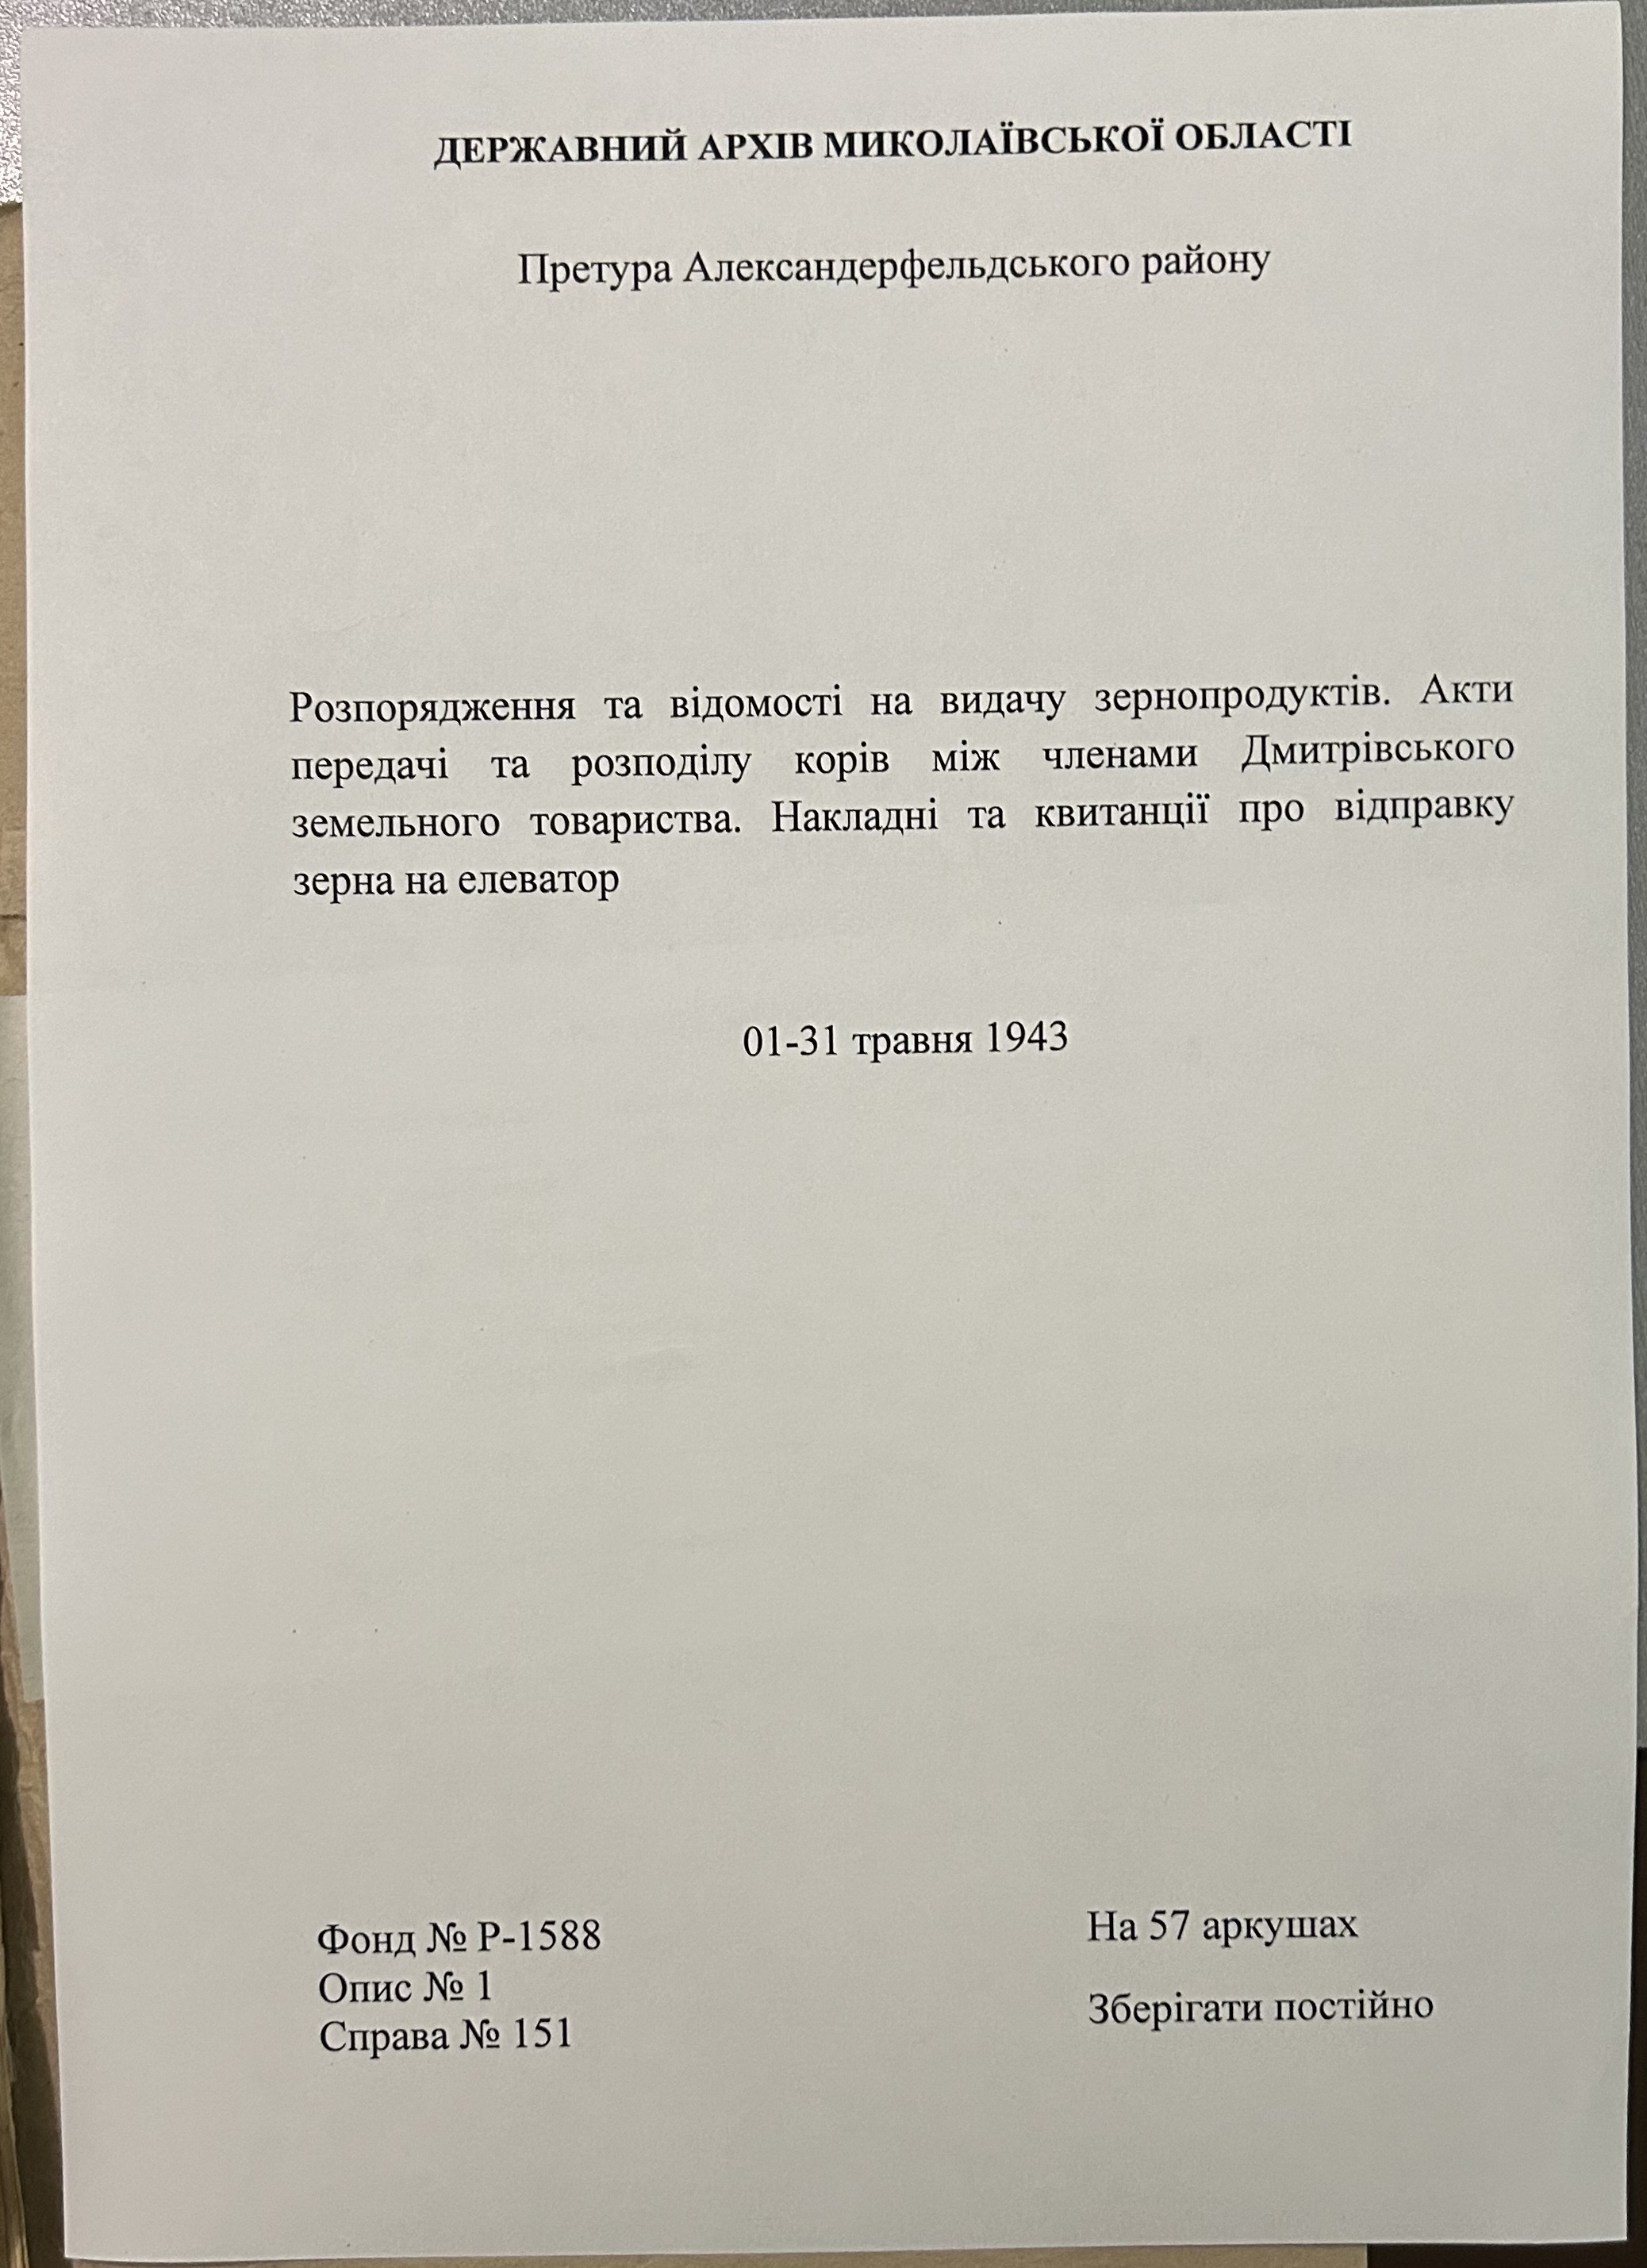 ДЕРЖАВНИЙ АРХІВ МИКОЛАЇВСЬКОЇ ОБЛАСТІ
Претура Александерфельдського району
Розпорядження та відомості на видачу зернопродуктів. Акти
передачі та розподілу корів між членами Дмитрівського
земельного товариства. Накладні та квитанції про відправку
зерна на елеватор
01-31 травня 1943
Фонд № Р-1588
Опис № 1
Справа № 151
На 57 аркушах
Зберігати постійно